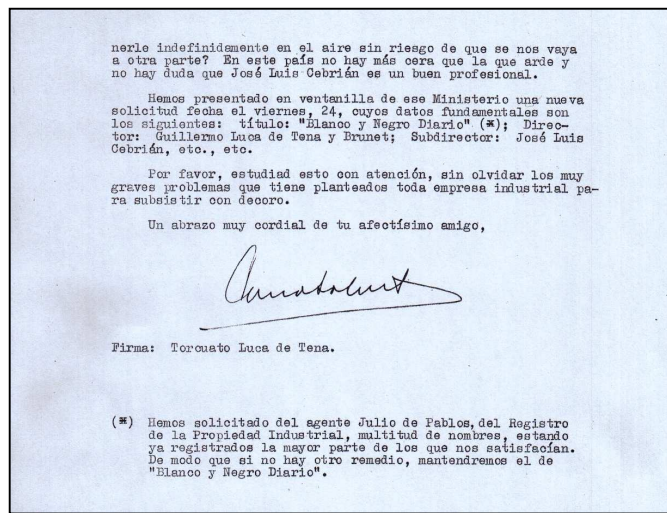 nerle indefinidamente en el aire sin riesgo de que se nos vaya
a otra parte? En este país no hay más cera que la que arde y
no hay duda que José Luis Cebrián es un buen profesional.
Hemos presentado en ventanilla de ese Ministerio una nueva
solicitud fecha el viernes, 24, cuyos datos fundamentales son
los siguientes: título: "Blanco y Negro Diario" (*); Direc-
tor: Guillermo Luca de Tena y Brunet; Subdirector: José Luis
Cebrián, etc., etc.
Por favor, estudiad esto con atención, sin olvidar los muy
graves problemas que tiene planteados toda empresa industrial pa-
ra subsistir con decoro.
Un abrazo muy cordial de tu afectísimo amigo,
Firma: Torcuato Luca de Tena.
(*) Hemos solicitado del agente Julio de Pablos, del Registro
de la Propiedad Industrial, multitud de nombres, estando
ya registrados la mayor parte de los que nos satisfacían.
De modo que si no hay otro remedio, mantendremos el de
"Blanco y Negro Diario".